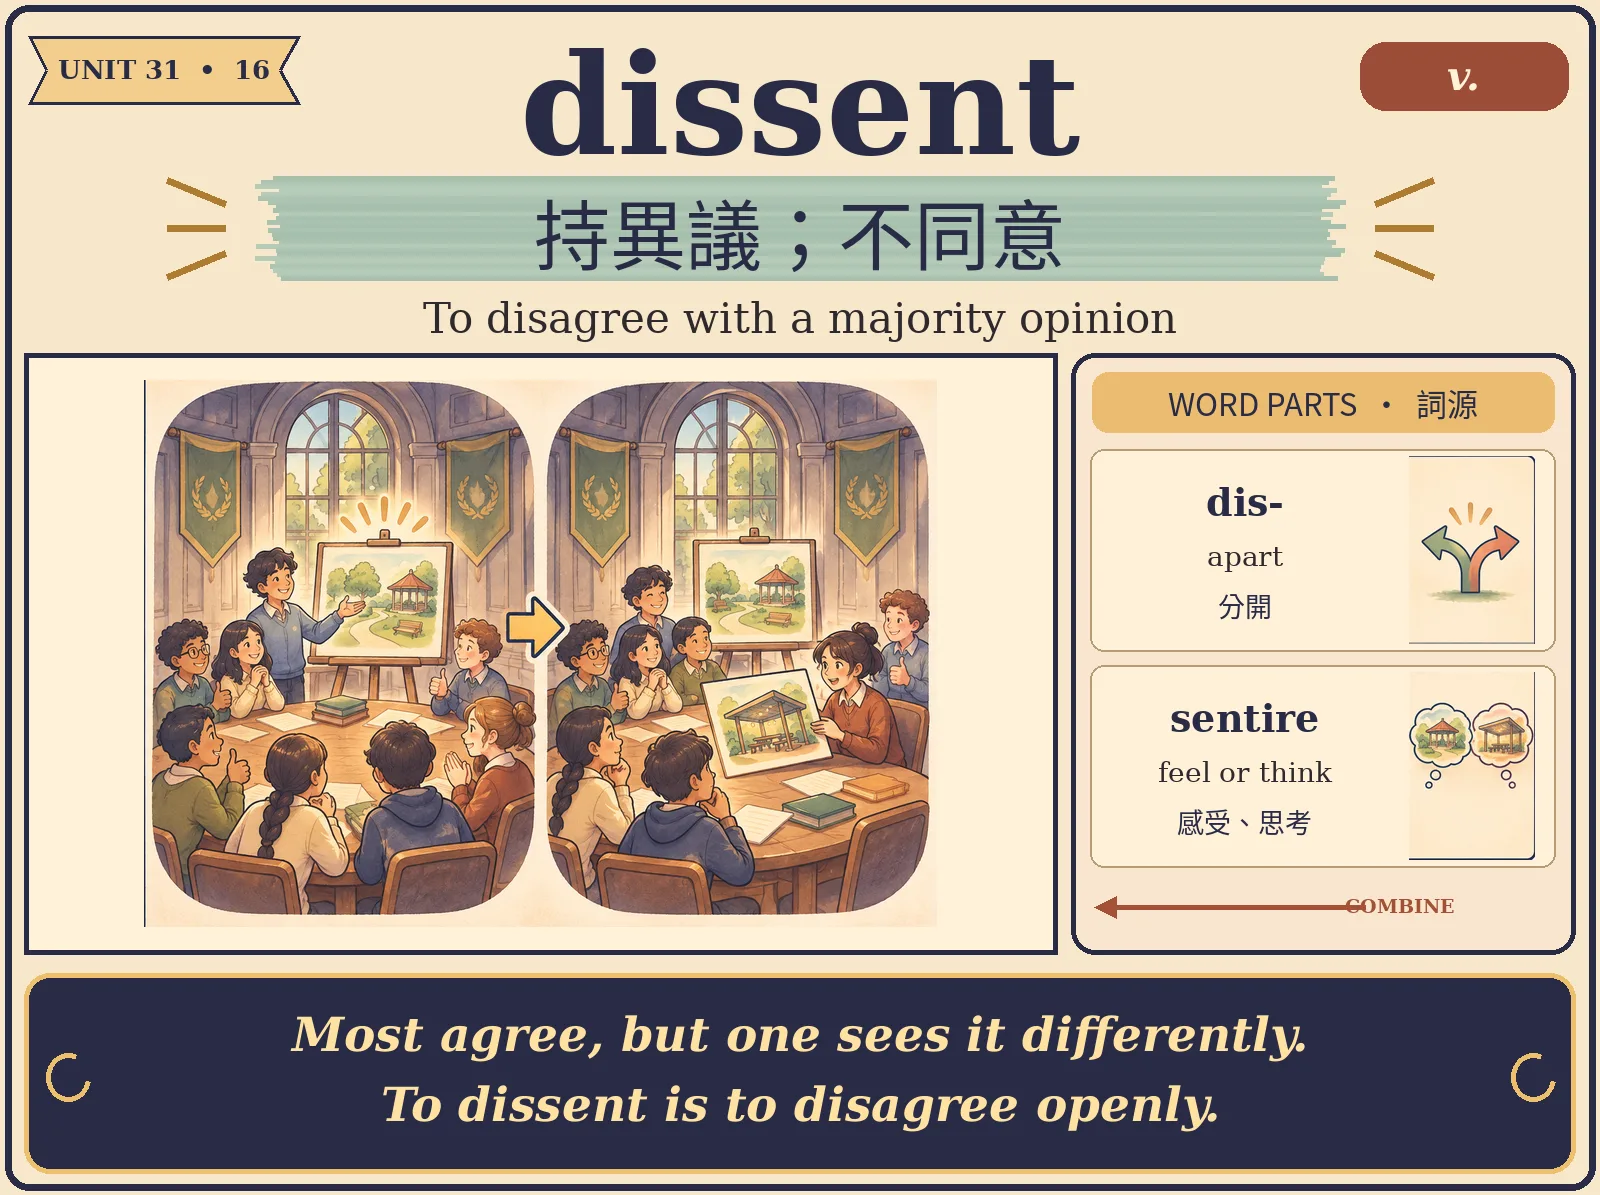 UNIT 31 • 16
dissent
v.
持異議；不同意
To disagree with a majority opinion
WORD PARTS • 詞源
dis-
apart
分開
sentire
feel or think
感受、思考
COMBINE
Most agree, but one sees it differently.
To dissent is to disagree openly.